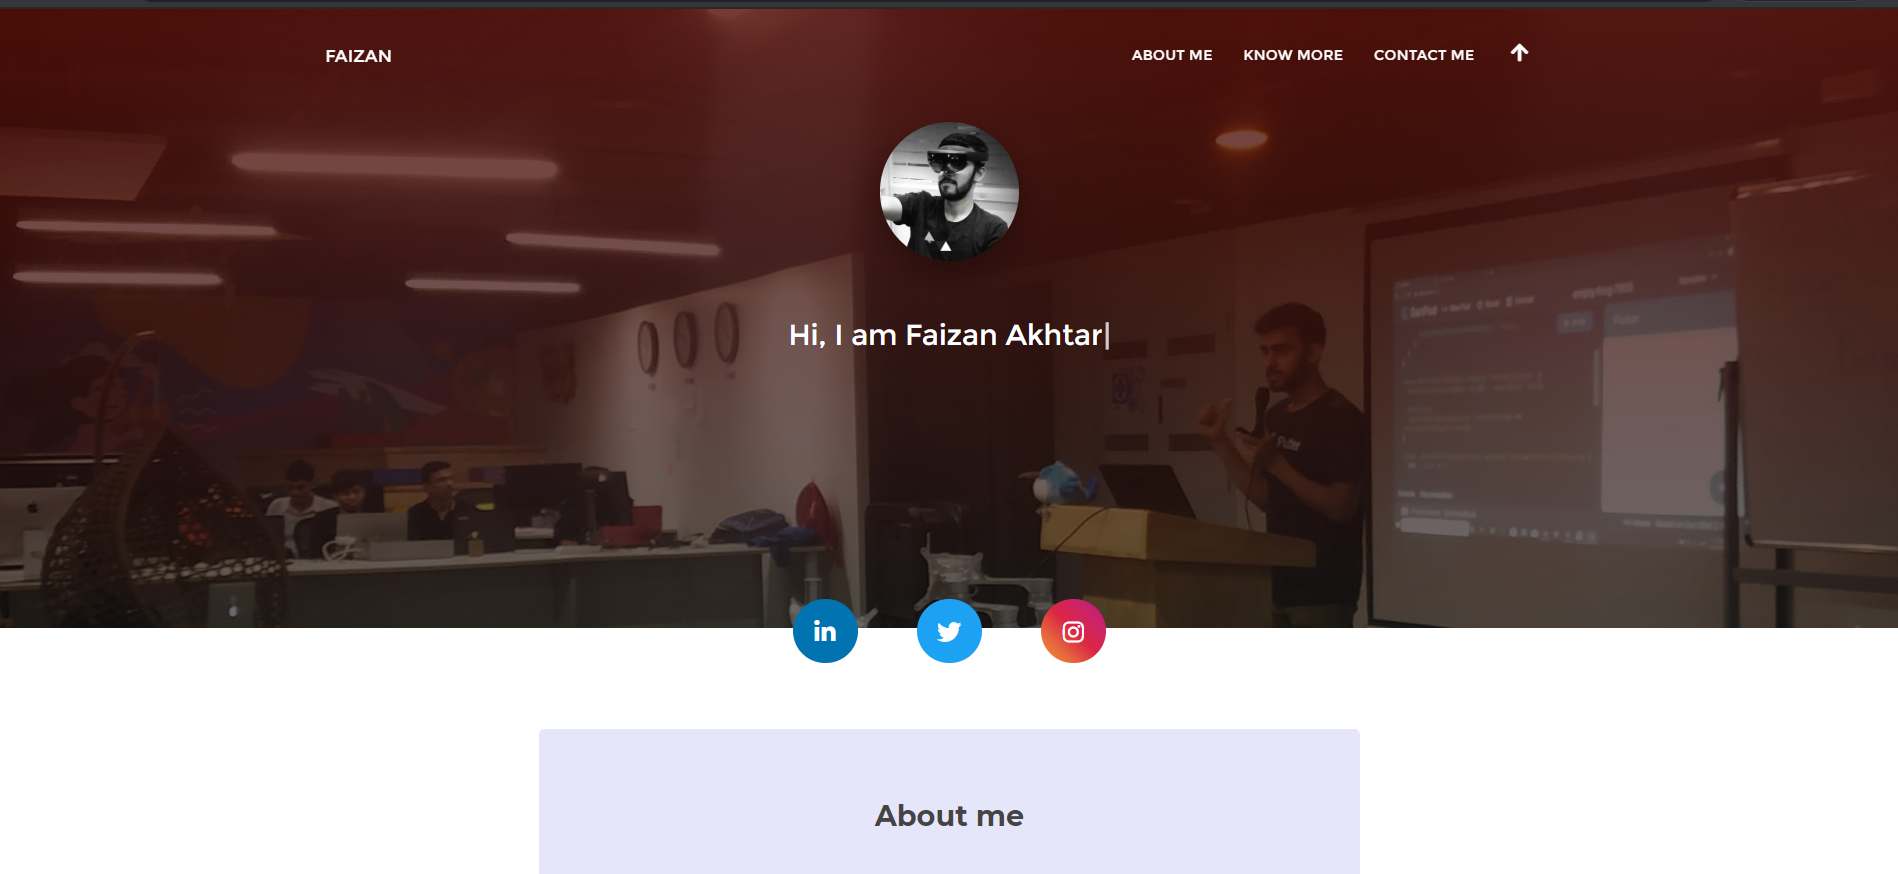 FAIZAN
ABOUT ME KNOW MORE CONTACT ME
Hi, I am Faizan Akhtar
in
About me